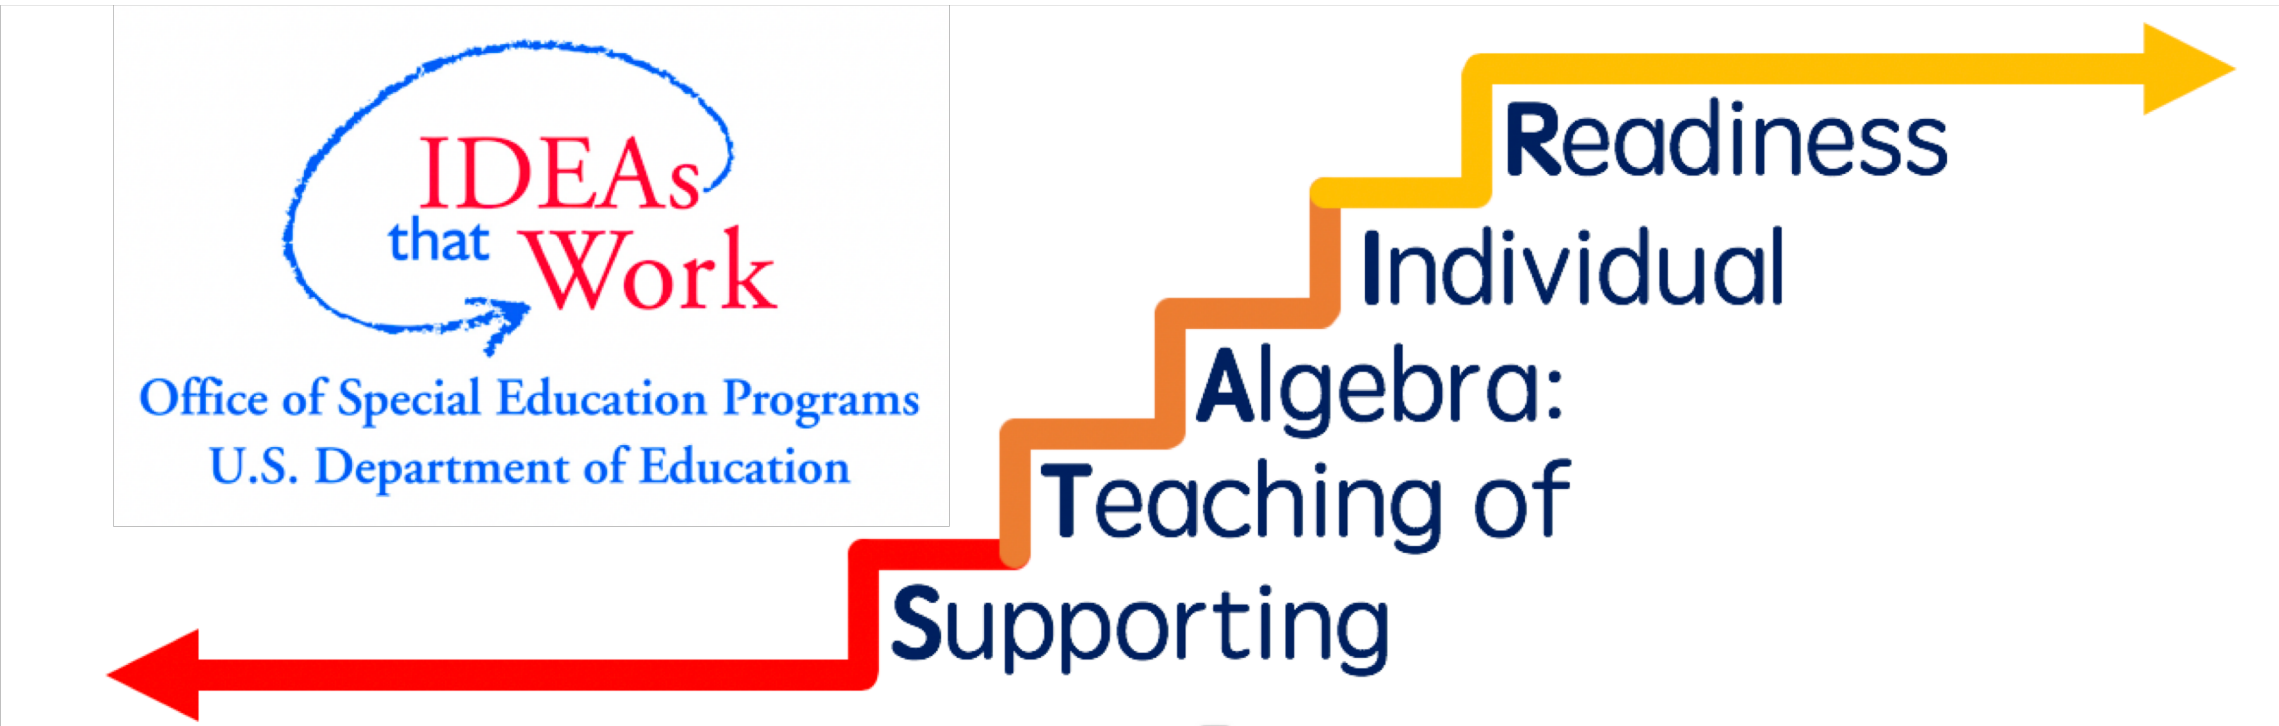 IDEAs
that Work
Office of Special Education Programs
U.S. Department of Education
Readiness
Individual
Algebra:
Teaching of
Supporting